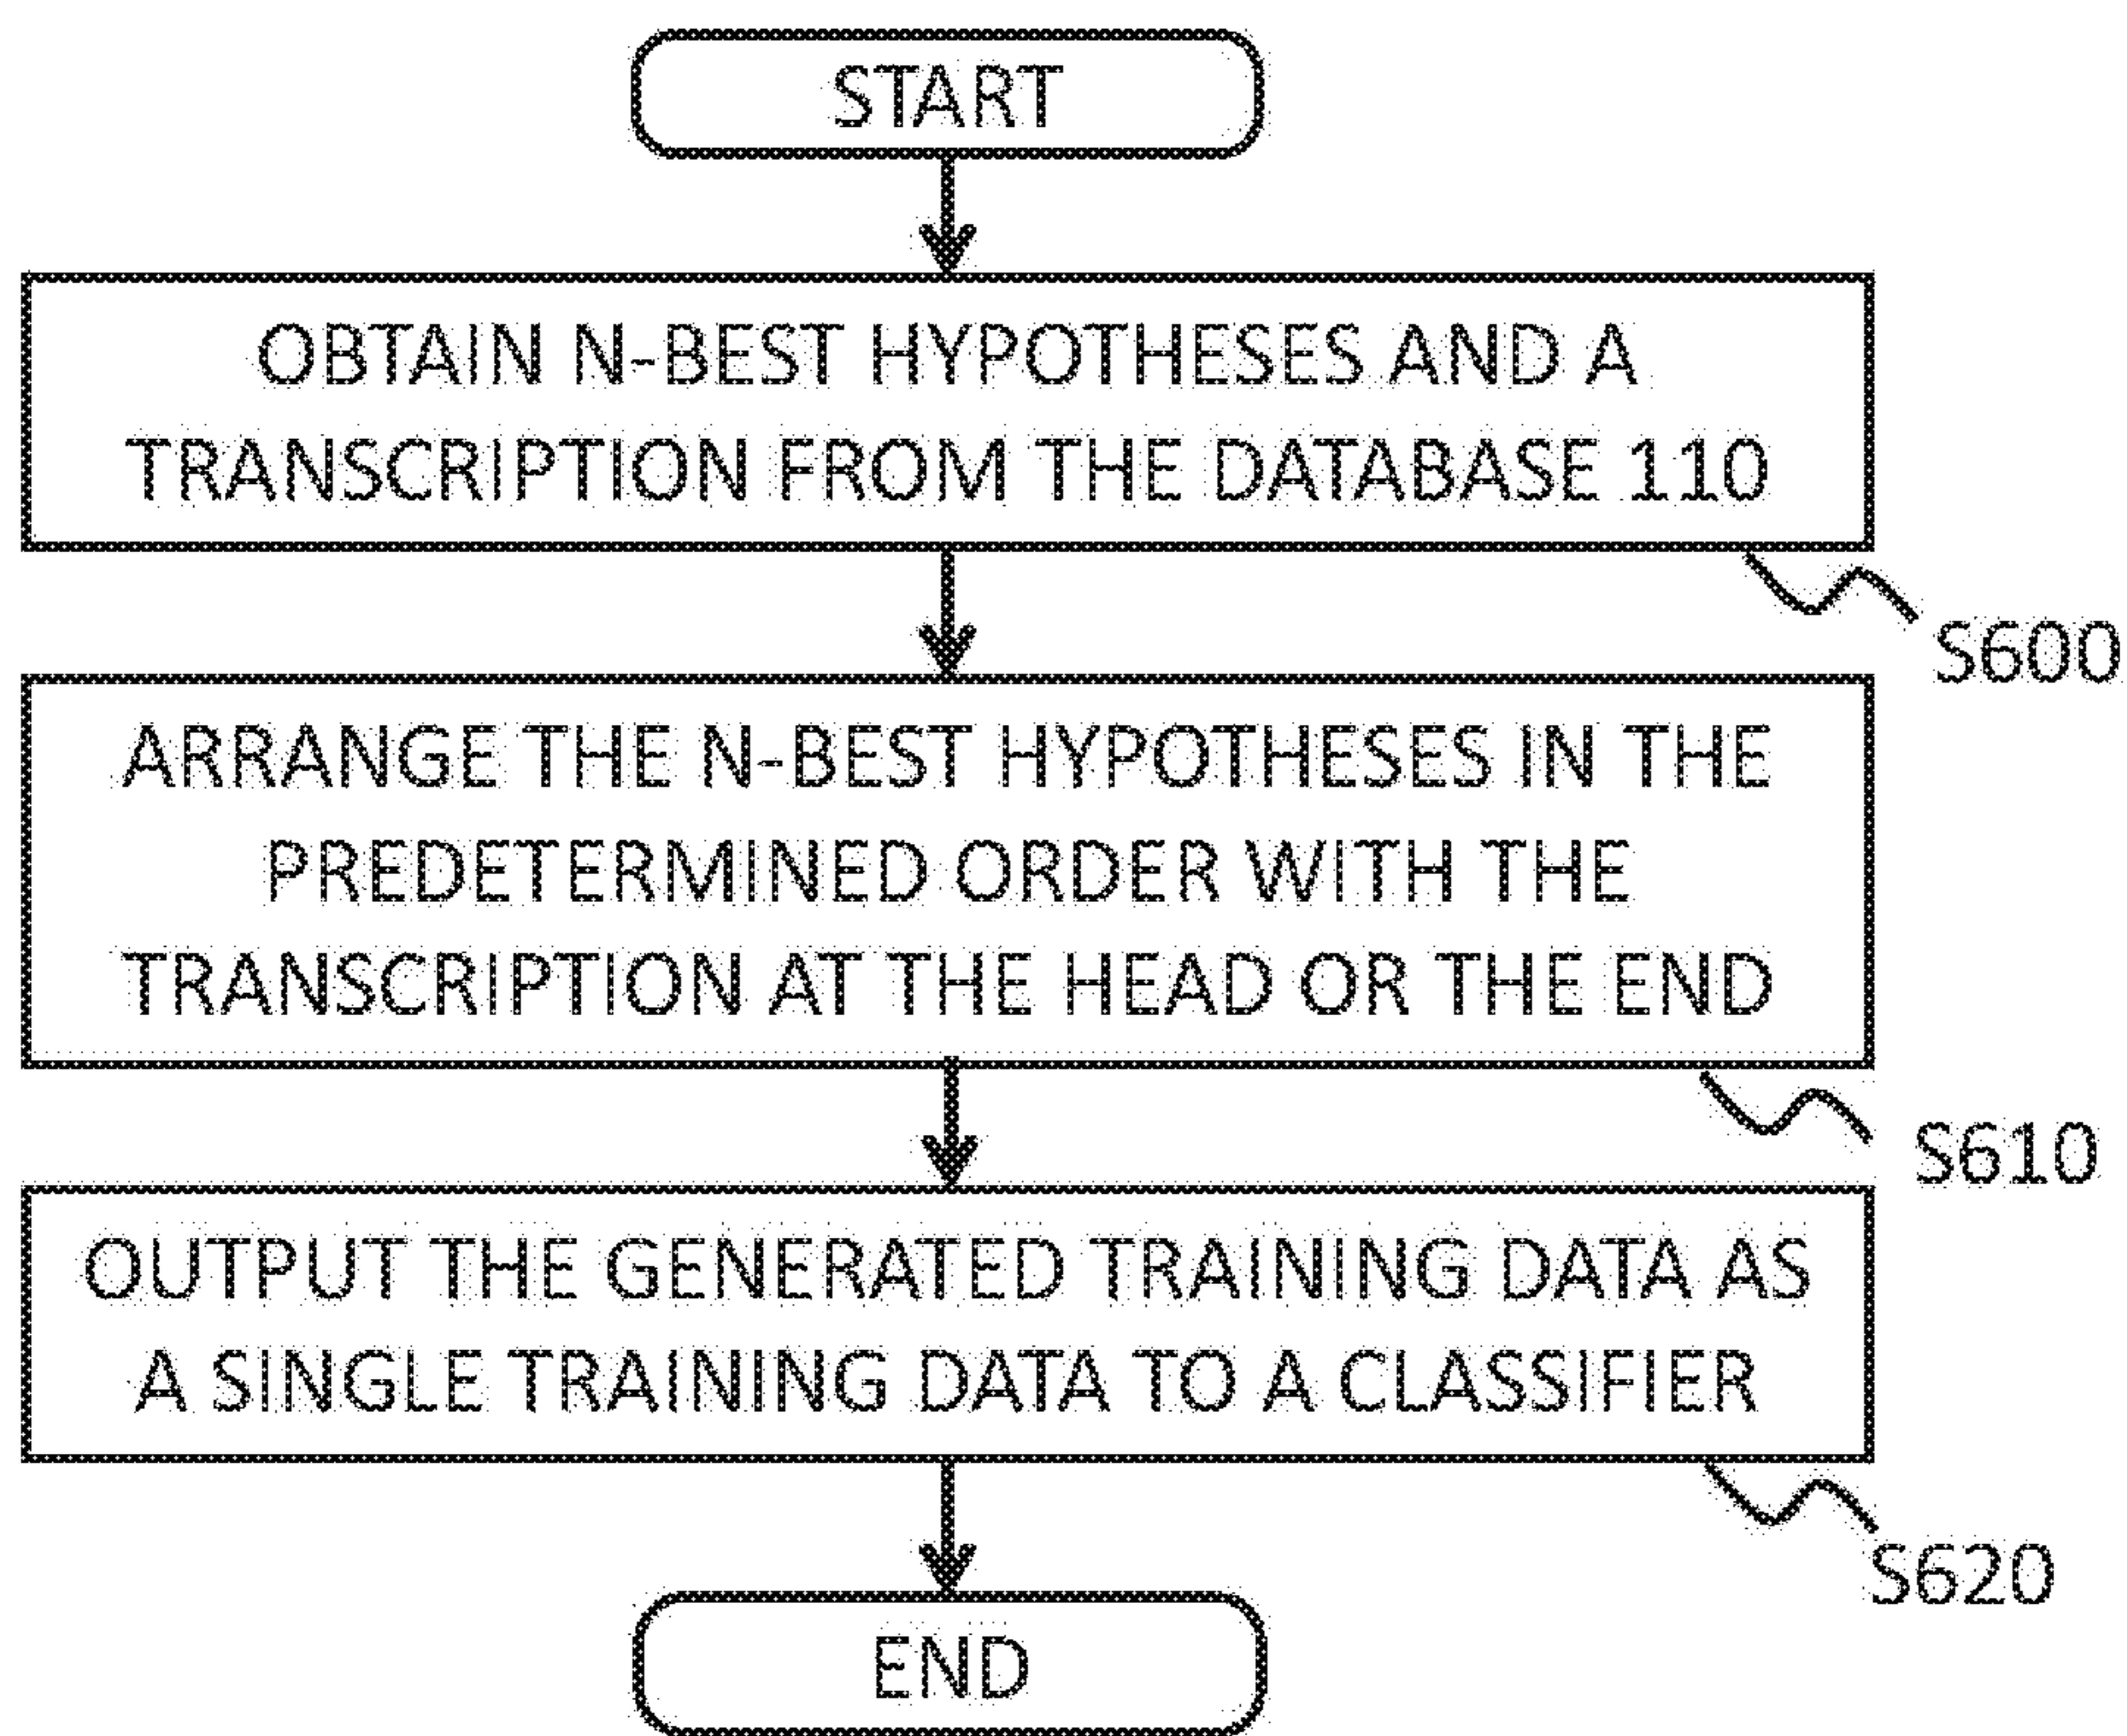 START
OBTAIN N-BEST HYPOTHESES AND A
TRANSCRIPTION FROM THE DATABASE 110
S600
ARRANGE THE N-BEST HYPOTHESES IN THE
PREDETERMINED ORDER WITH THE
TRANSCRIPTION AT THE HEAD OR THE END
S610
OUTPUT THE GENERATED TRAINING DATA AS
A SINGLE TRAINING DATA TO A CLASSIFIER
S620
END